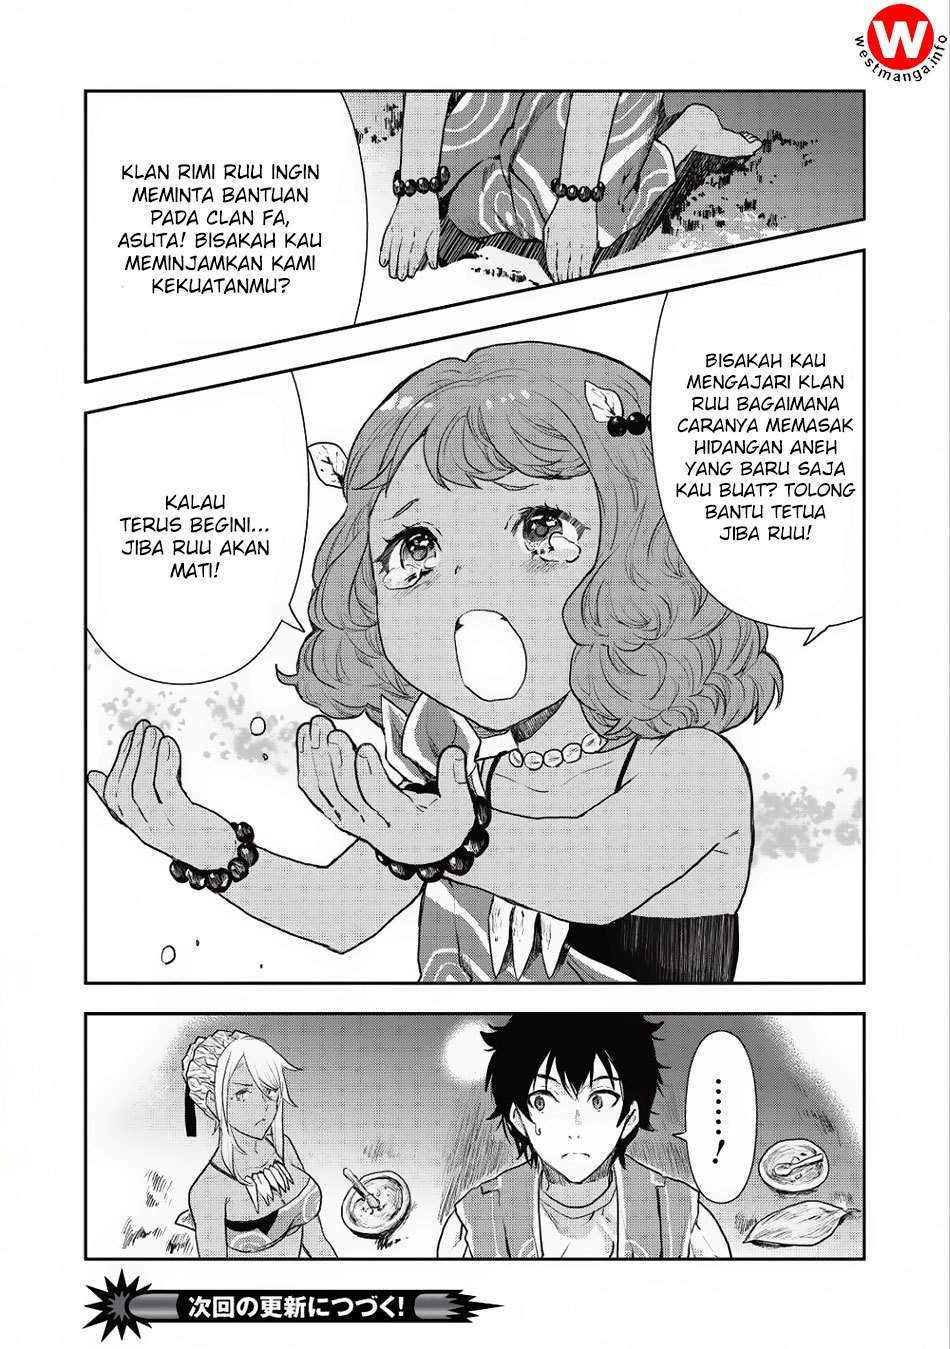 W
westmanga.info
KLAN RIMI RUU INGIN
MEMINTA BANTUAN
PADA CLAN FA,
ASUTA! BISAKAH KAU
MEMINJAMKAN KAMI
KEKUATANMU?
BISAKAH KAU
MENGAJARI KLAN
RUU BAGAIMANA
CARANYA MEMASAK
HIDANGAN ANEH
YANG BARU SAJA
KAU BUAT? TOLONG
BANTU TETUA
JIBA RUU!
KALAU
TERUS BEGINI...
JIBA RUU AKAN
MATI!
......!
次回の更新につづく!